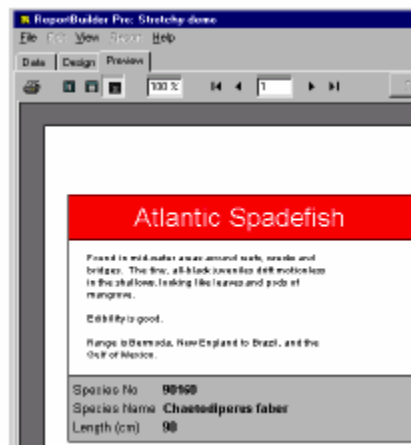 ReportBuilder Pro: Stretchy demo
File Edit View Report Help
Data Design Preview
100 % 1
Atlantic Spadefish
Found in mid-water areas around reefs, wrecks and
bridges. The tiny, all-black juveniles drift motionless
in the shallows, looking like leaves and pods of
mangrove.
Edibility is good.
Range is Bermuda, New England to Brazil, and the
Gulf of Mexico.
Species No 90160
Species Name Chaetodiperus faber
Length (cm) 90